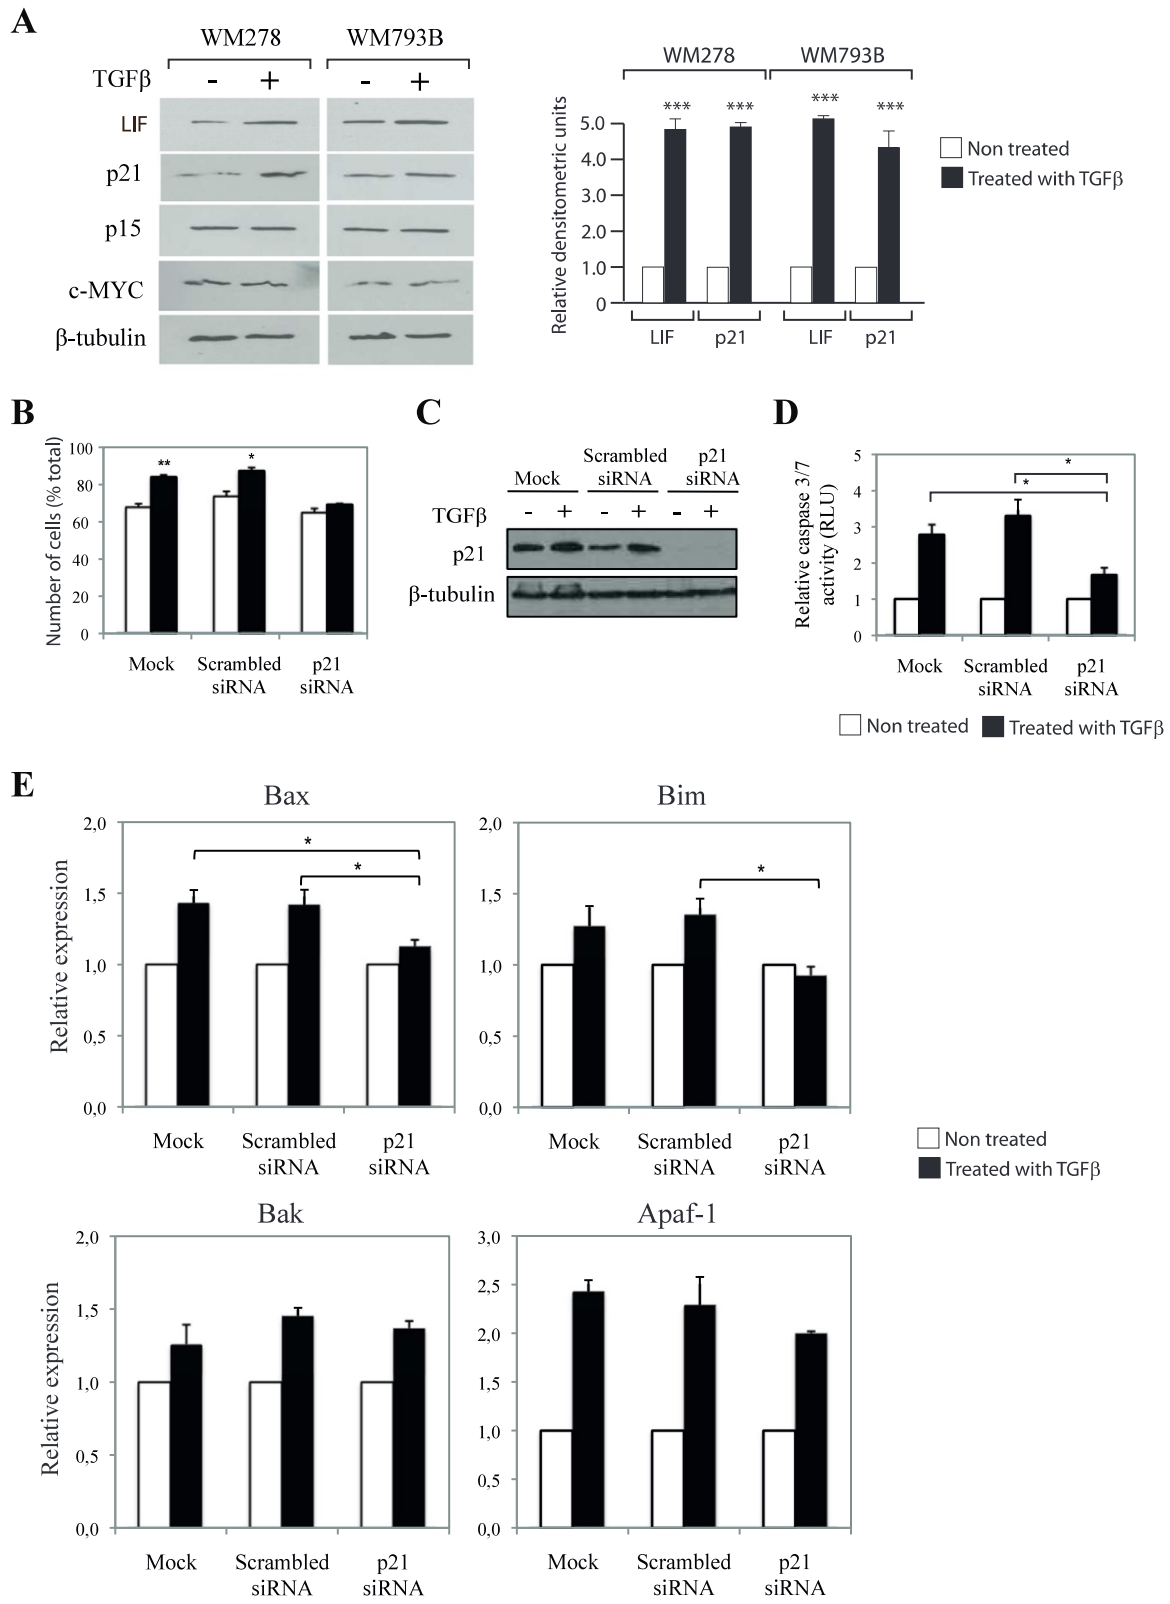 A
WM278
WM793B
TGFβ
- + - +
LIF
p21
p15
c-MYC
β-tubulin
WM278
WM793B
Relative densitometric units
5.0
4.0
3.0
2.0
1.0
0
*** *** *** ***
LIF p21 LIF p21
Non treated
Treated with TGFβ
B
Number of cells (% total)
100
80
60
40
20
0
** *
Mock
Scrambled
siRNA
p21
siRNA
C
Mock
Scrambled
siRNA
p21
siRNA
TGFβ
- + - + - +
p21
β-tubulin
D
Relative caspase 3/7
activity (RLU)
5
4
3
2
1
0
*
*
Mock
Scrambled
siRNA
p21
siRNA
Non treated
Treated with TGFβ
E
Bax
Relative expression
2,0
1,5
1,0
0,5
0,0
*
*
Mock
Scrambled
siRNA
p21
siRNA
Bim
2,0
1,5
1,0
0,5
0,0
*
Mock
Scrambled
siRNA
p21
siRNA
Non treated
Treated with TGFβ
Bak
Relative expression
2,0
1,5
1,0
0,5
0,0
Mock
Scrambled
siRNA
p21
siRNA
Apaf-1
3,0
2,5
2,0
1,5
1,0
0,5
0,0
Mock
Scrambled
siRNA
p21
siRNA